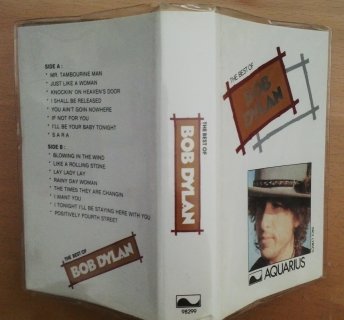 SIDE A :
* MR. TAMBOURINE MAN
* JUST LIKE A WOMAN
* KNOCKIN' ON HEAVEN'S DOOR
* I SHALL BE RELEASED
* YOU AIN'T GOIN NOWHERE
* IF NOT FOR YOU
* I'LL BE YOUR BABY TONIGHT
* S A R A
SIDE B :
* BLOWING IN THE WIND
* LIKE A ROLLING STONE
* LAY LADY LAY
* RAINY DAY WOMAN
* THE TIMES THEY ARE CHANGIN
* I WANT YOU
* I TONIGHT I'LL BE STAYING HERE WITH YOU
* POSITIVELY FOURTH STREET
THE BEST OF
BOB DYLAN
THE BEST OF
BOB DYLAN
98299
THE BEST OF
BOB
DYLAN
AQUARIUS